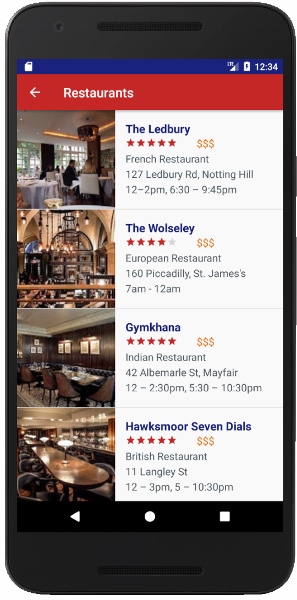 12:34
Restaurants
The Ledbury
$$$
French Restaurant
127 Ledbury Rd, Notting Hill
12–2pm, 6:30 – 9:45pm
The Wolseley
$$$
European Restaurant
160 Piccadilly, St. James's
7am - 12am
Gymkhana
$$$
Indian Restaurant
42 Albemarle St, Mayfair
12 – 2:30pm, 5:30 – 10:30pm
Hawksmoor Seven Dials
$$$
British Restaurant
11 Langley St
12 – 3pm, 5 – 10:30pm